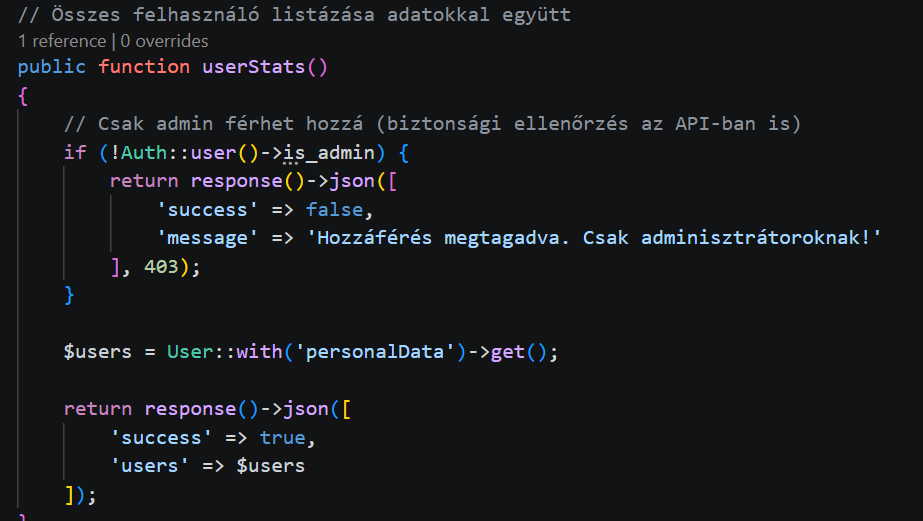 // Összes felhasználó listázása adatokkal együtt
1 reference | 0 overrides
public function userStats()
{
    // Csak admin férhet hozzá (biztonsági ellenőrzés az API-ban is)
    if (!Auth::user()->is_admin) {
        return response()->json([
            'success' => false,
            'message' => 'Hozzáférés megtagadva. Csak adminisztrátoroknak!'
        ], 403);
    }

    $users = User::with('personalData')->get();

    return response()->json([
        'success' => true,
        'users' => $users
    ]);
}